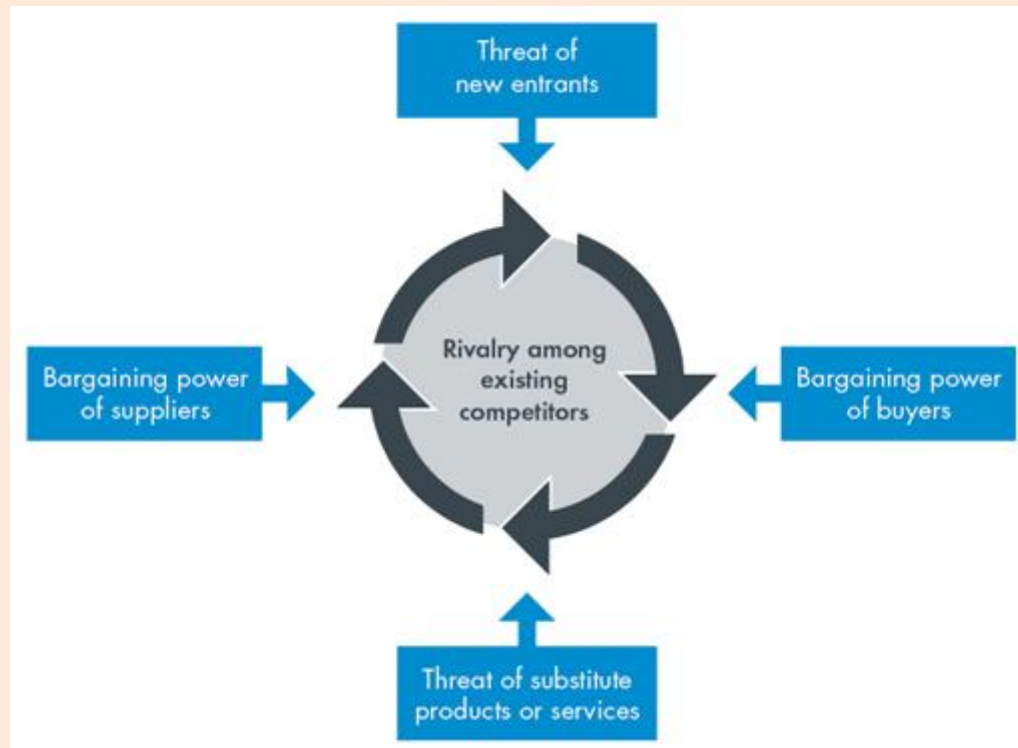 Threat of
new entrants
Bargaining power
of suppliers
Rivalry among
existing
competitors
Bargaining power
of buyers
Threat of substitute
products or services